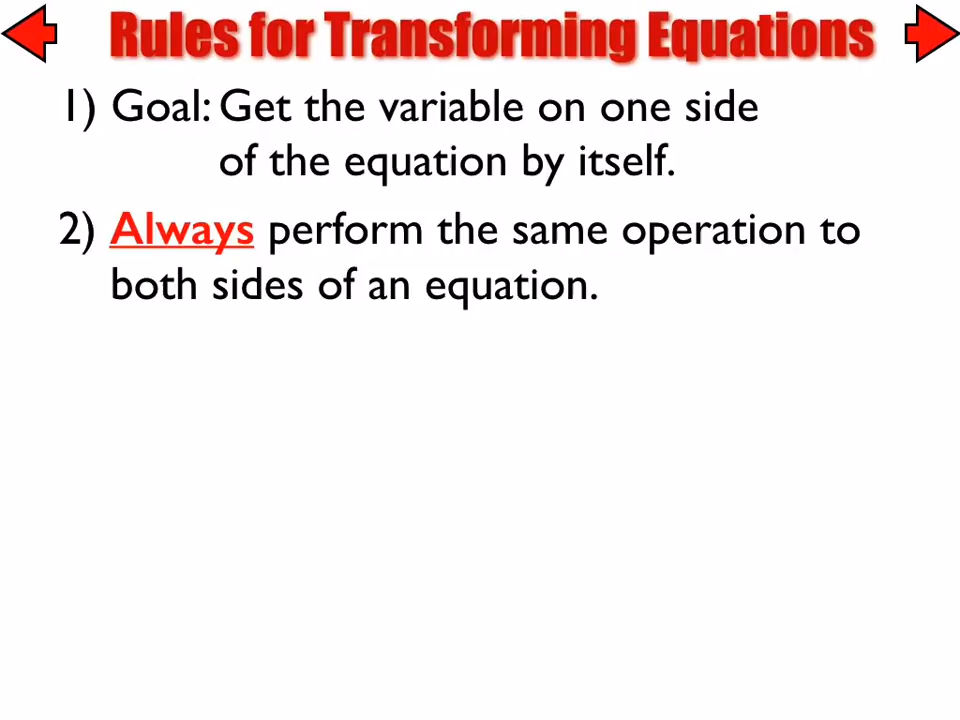 Rules for Transforming Equations
1) Goal: Get the variable on one side
of the equation by itself.
2) Always perform the same operation to
both sides of an equation.